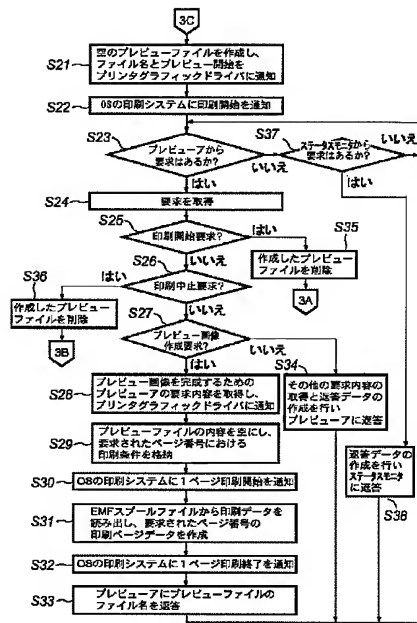 3C
S21
空のプレビューファイルを作成し、
ファイル名とプレビュー開始を
プリンタグラフィックドライバに通知
S22
OSの印刷システムに印刷開始を通知
S23
プレビューアから
要求はあるか?
いいえ
S37
ステータスモニタから
要求はあるか?
いいえ
はい
はい
S24
要求を取得
S25
印刷開始要求?
はい
S35
作成したプレビュー
ファイルを削除
3A
いいえ
S26
印刷中止要求?
はい
S36
作成したプレビュー
ファイルを削除
3B
いいえ
S27
プレビュー画像
作成要求?
いいえ
はい
S34
その他の要求内容の
取得と返答データの
作成を行い
プレビューアに返答
S28
プレビュー画像を完成するための
プレビューアの要求内容を取得し、
プリンタグラフィックドライバに通知
S29
プレビューファイルの内容を空にし、
要求されたページ番号における
印刷条件を格納
S30
OSの印刷システムに1ページ印刷開始を通知
返答データの
作成を行い
ステータスモニタ
に返答
S38
S31
EMFスプールファイルから印刷データを
読み出し、要求されたページ番号の
印刷ページデータを作成
S32
OSの印刷システムに1ページ印刷終了を通知
S33
プレビューアにプレビューファイルの
ファイル名を返答